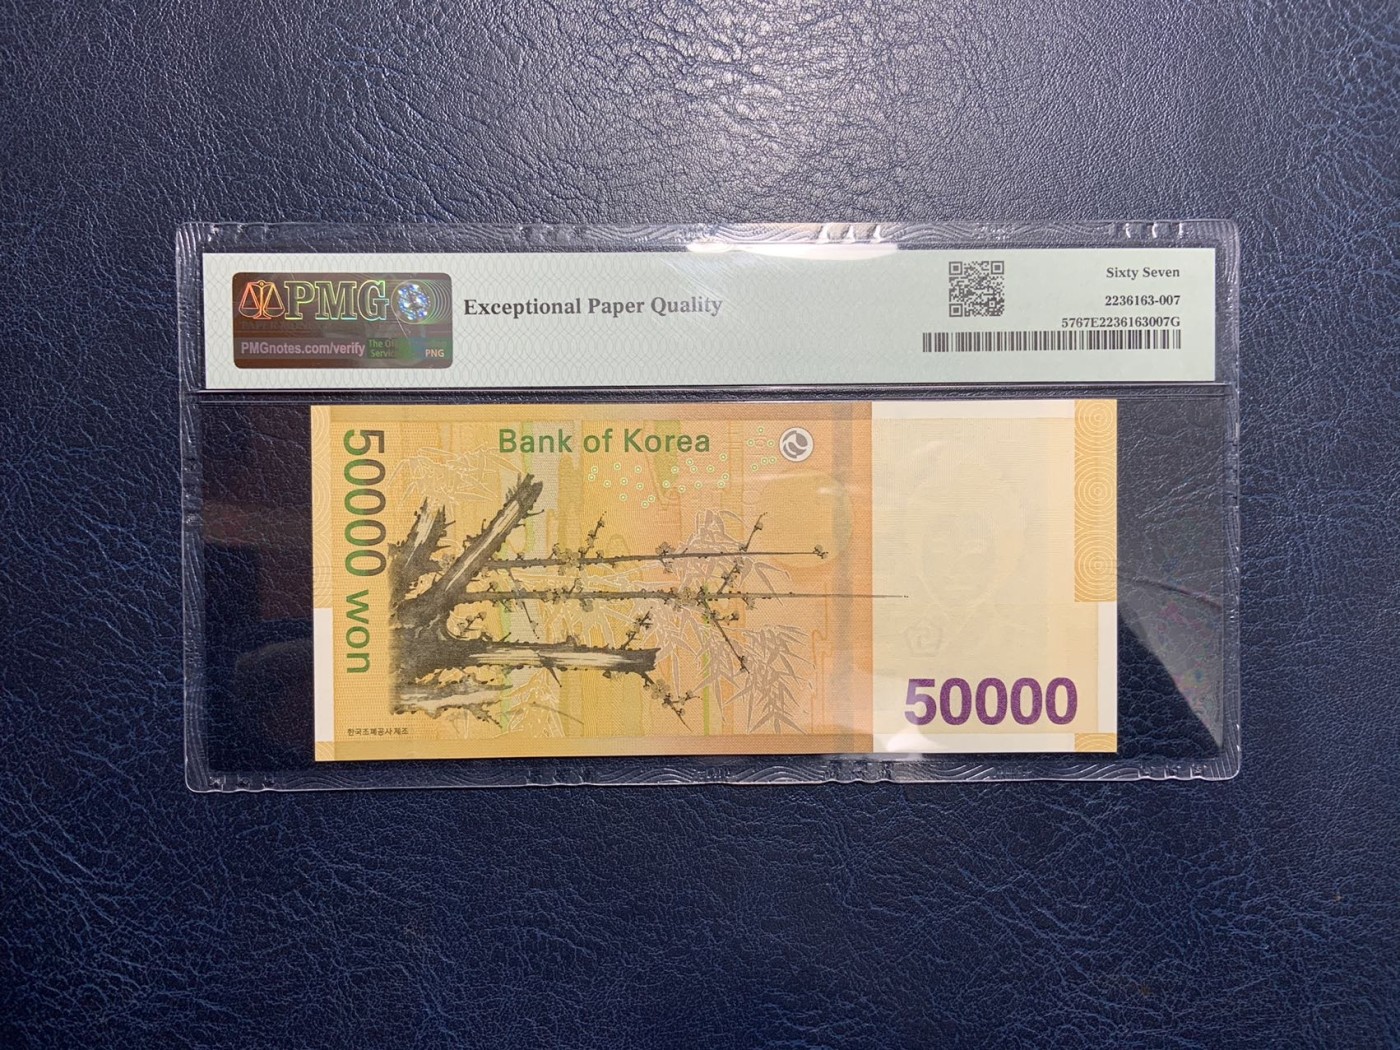 PMG
PMGnotes.com/verify
PNG
Exceptional Paper Quality
Sixty Seven
2236163-007
5767E2236163007G
Bank of Korea
50000 won
50000
한국조폐공사 제조